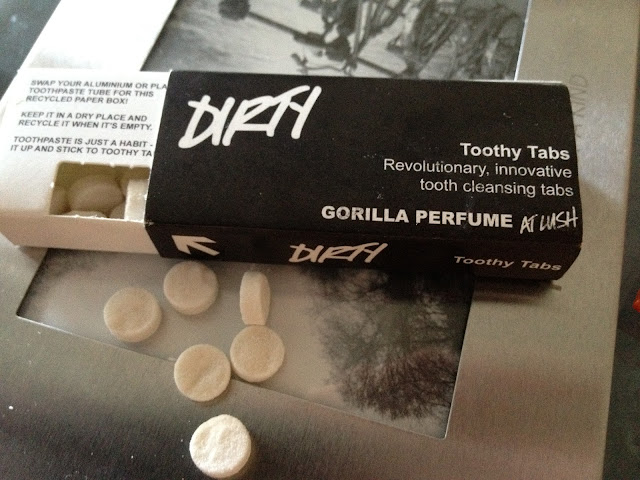 SWAP YOUR ALUMINIUM OR PLA
TOOTHPASTE TUBE FOR THIS
RECYCLED PAPER BOX!
KEEP IT IN A DRY PLACE AND
RECYCLE IT WHEN IT'S EMPTY.
TOOTHPASTE IS JUST A HABIT -
IT UP AND STICK TO TOOTHY TA
DIRTY
Toothy Tabs
Revolutionary, innovative
tooth cleansing tabs
GORILLA PERFUME AT LUSH
DIRTY
Toothy Tabs
KIND